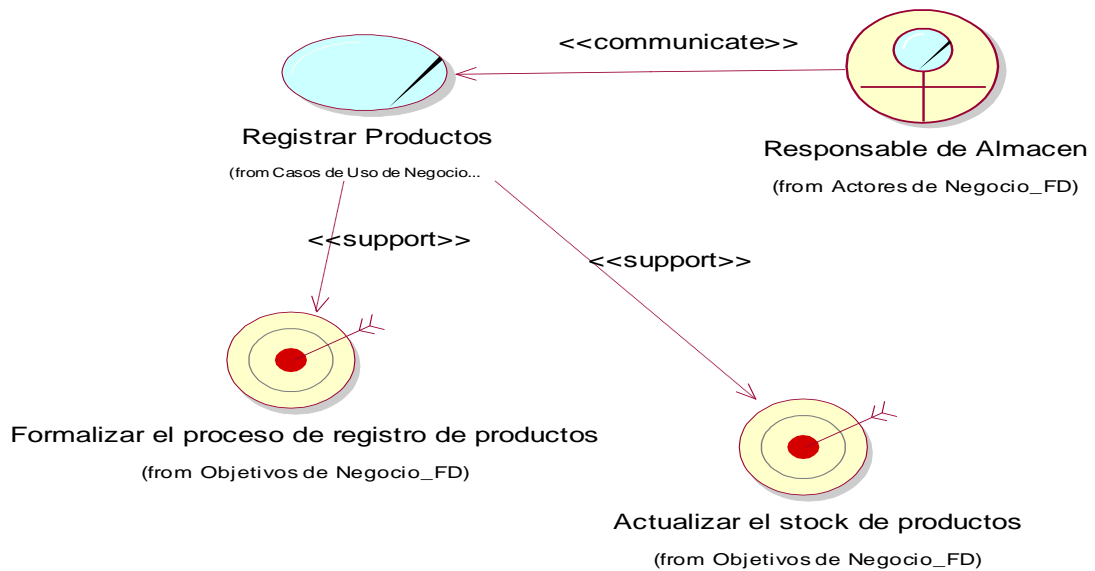 <<communicate>>
Registrar Productos
(from Casos de Uso de Negocio...
Responsable de Almacen
(from Actores de Negocio_FD)
<<support>>
<<support>>
Formalizar el proceso de registro de productos
(from Objetivos de Negocio_FD)
Actualizar el stock de productos
(from Objetivos de Negocio_FD)